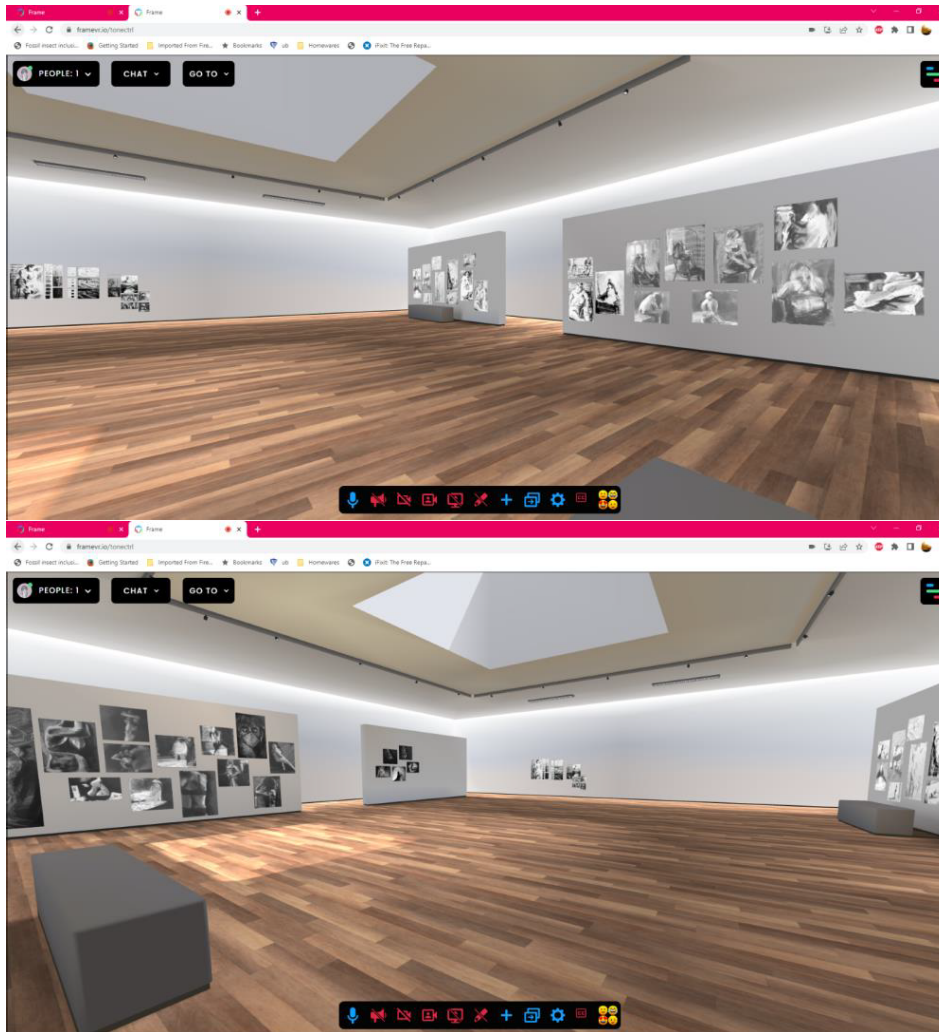 Frame Frame
framevr.io/tonectrl
Fossil insect inclusi... Getting Started Imported From Fire... Bookmarks ub Homewares iFixit: The Free Repa...
PEOPLE: 1 CHAT GO TO
Frame Frame
framevr.io/tonectrl
Fossil insect inclusi... Getting Started Imported From Fire... Bookmarks ub Homewares iFixit: The Free Repa...
PEOPLE: 1 CHAT GO TO